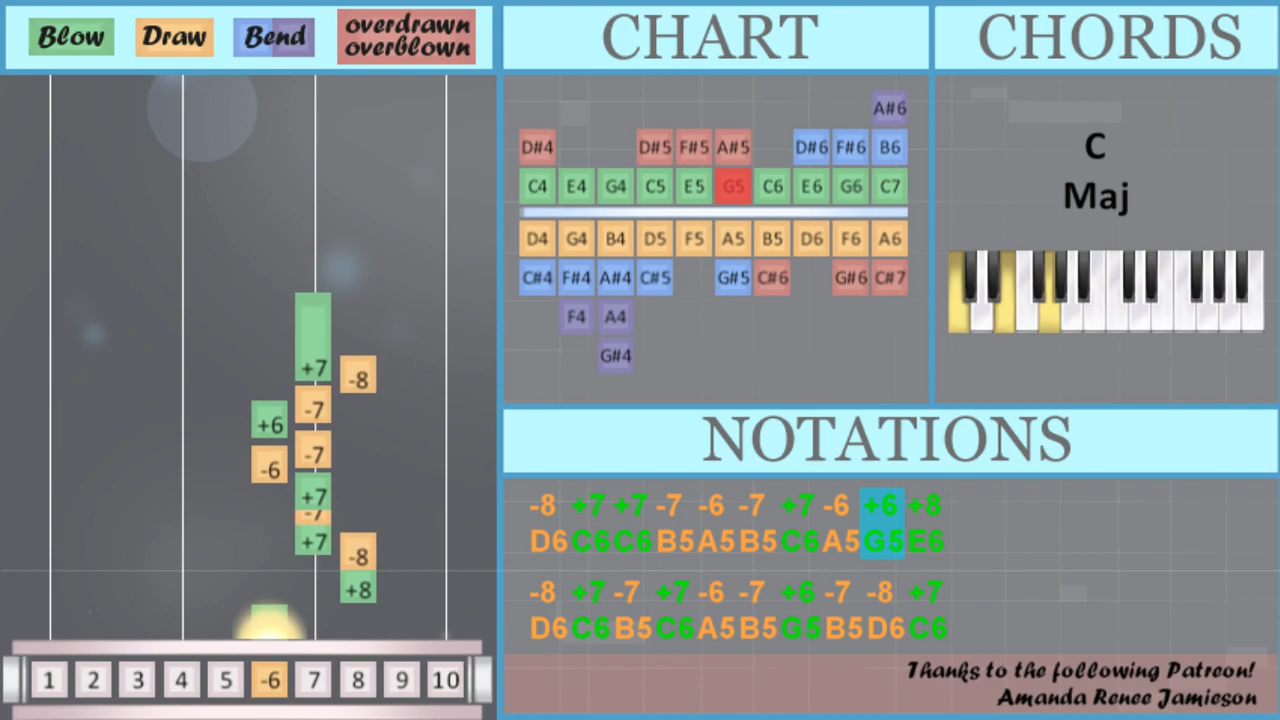 Blow Draw Bend overdrawn
overblown
CHART
CHORDS
A#6
D#4 D#5 F#5 A#5 D#6 F#6 B6
C4 E4 G4 C5 E5 G5 C6 E6 G6 C7
D4 G4 B4 D5 F5 A5 B5 D6 F6 A6
C#4 F#4 A#4 C#5 G#5 C#6 G#6 C#7
F4 A4
G#4
C
Maj
+7
-8
-7
+6
-7
-6
+7
-7
+7
-8
+8
1 2 3 4 5 -6 7 8 9 10
NOTATIONS
-8 +7 +7 -7 -6 -7 +7 -6 +6 +8
D6 C6 C6 B5 A5 B5 C6 A5 G5 E6
-8 +7 -7 +7 -6 -7 +6 -7 -8 +7
D6 C6 B5 C6 A5 B5 G5 B5 D6 C6
Thanks to the following Patreon!
Amanda Renee Jamieson